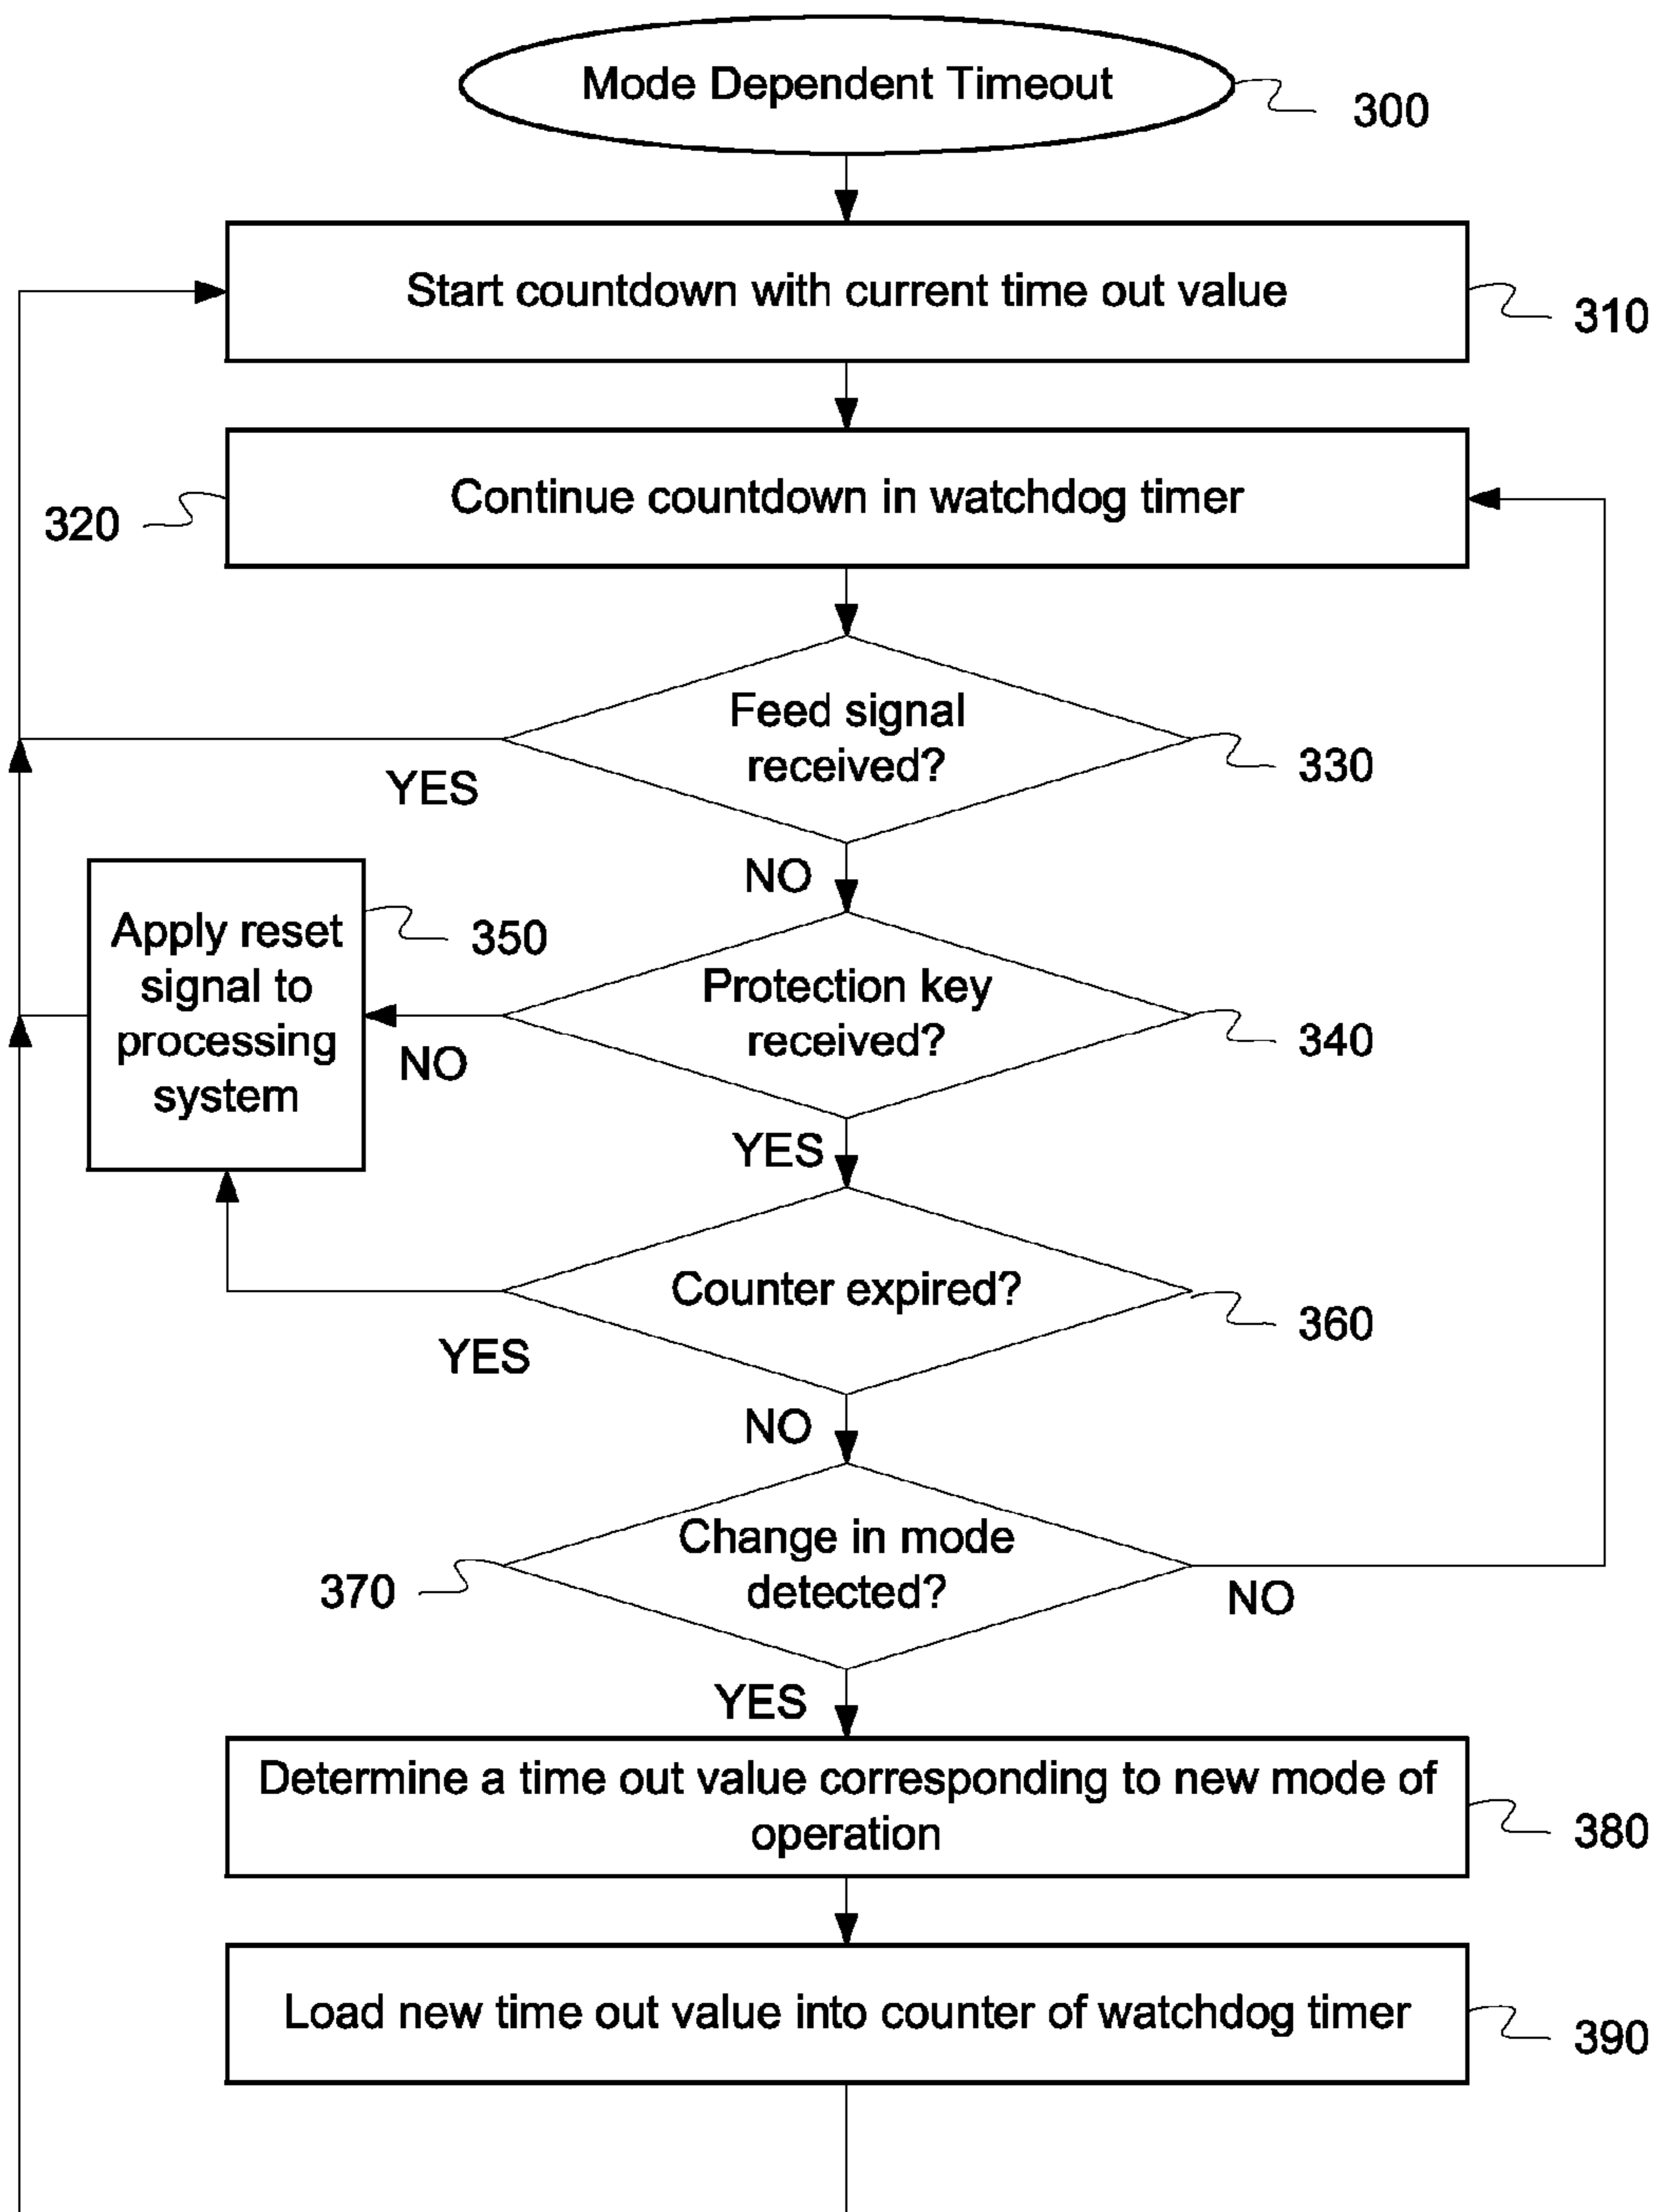 Mode Dependent Timeout
300
Start countdown with current time out value
310
Continue countdown in watchdog timer
320
Feed signal
received?
330
YES
NO
Apply reset
signal to
processing
system
350
Protection key
received?
340
NO
YES
Counter expired?
360
YES
NO
Change in mode
detected?
370
NO
YES
Determine a time out value corresponding to new mode of
operation
380
Load new time out value into counter of watchdog timer
390